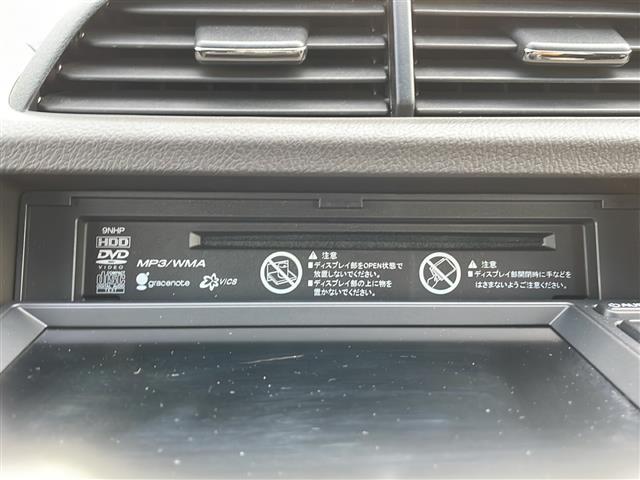 9NHP
HDD
DVD
VIDEO
MP3/WMA
gracenote
VICS
TEXT
注意
■ディスプレイ部をOPEN状態で
放置しないでください。
■ディスプレイ部の上に物を
置かないでください。
注意
■ディスプレイ部開閉時に手などを
はさまないようご注意ください。